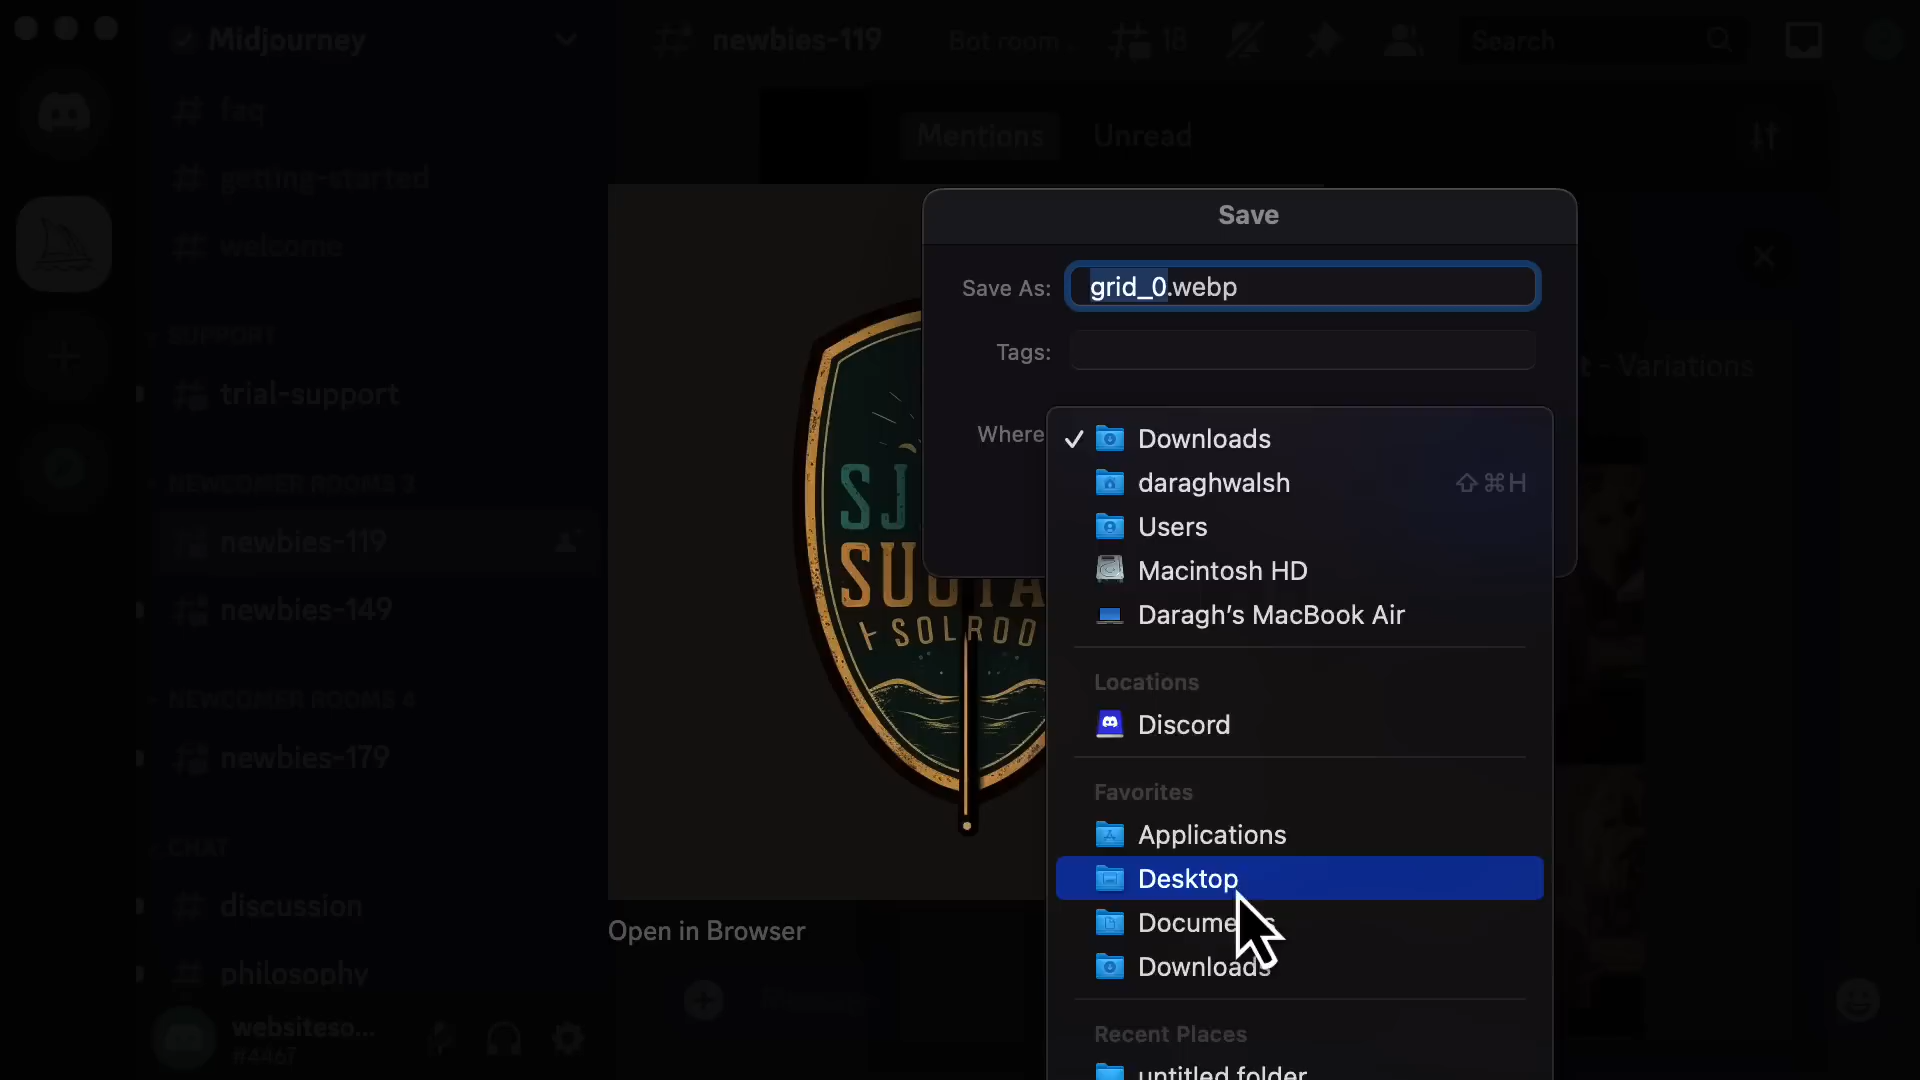 Midjourney
newbies-119
Bot room
18
Search
faq
getting-started
welcome
Mentions
Unread
Save
Save As:
grid_0.webp
Tags:
Where
SUPPORT
trial-support
t - Variations
Downloads
daraghwalsh
⇧⌘H
Users
Macintosh HD
Daragh's MacBook Air
Locations
Discord
Favorites
Applications
Desktop
Downloads
Recent Places
untitled folder
NEWCOMER ROOMS 3
newbies-119
newbies-149
NEWCOMER ROOMS 4
newbies-179
CHAT
discussion
philosophy
websiteso...
#4467
SJ
SOLROD
Open in Browser